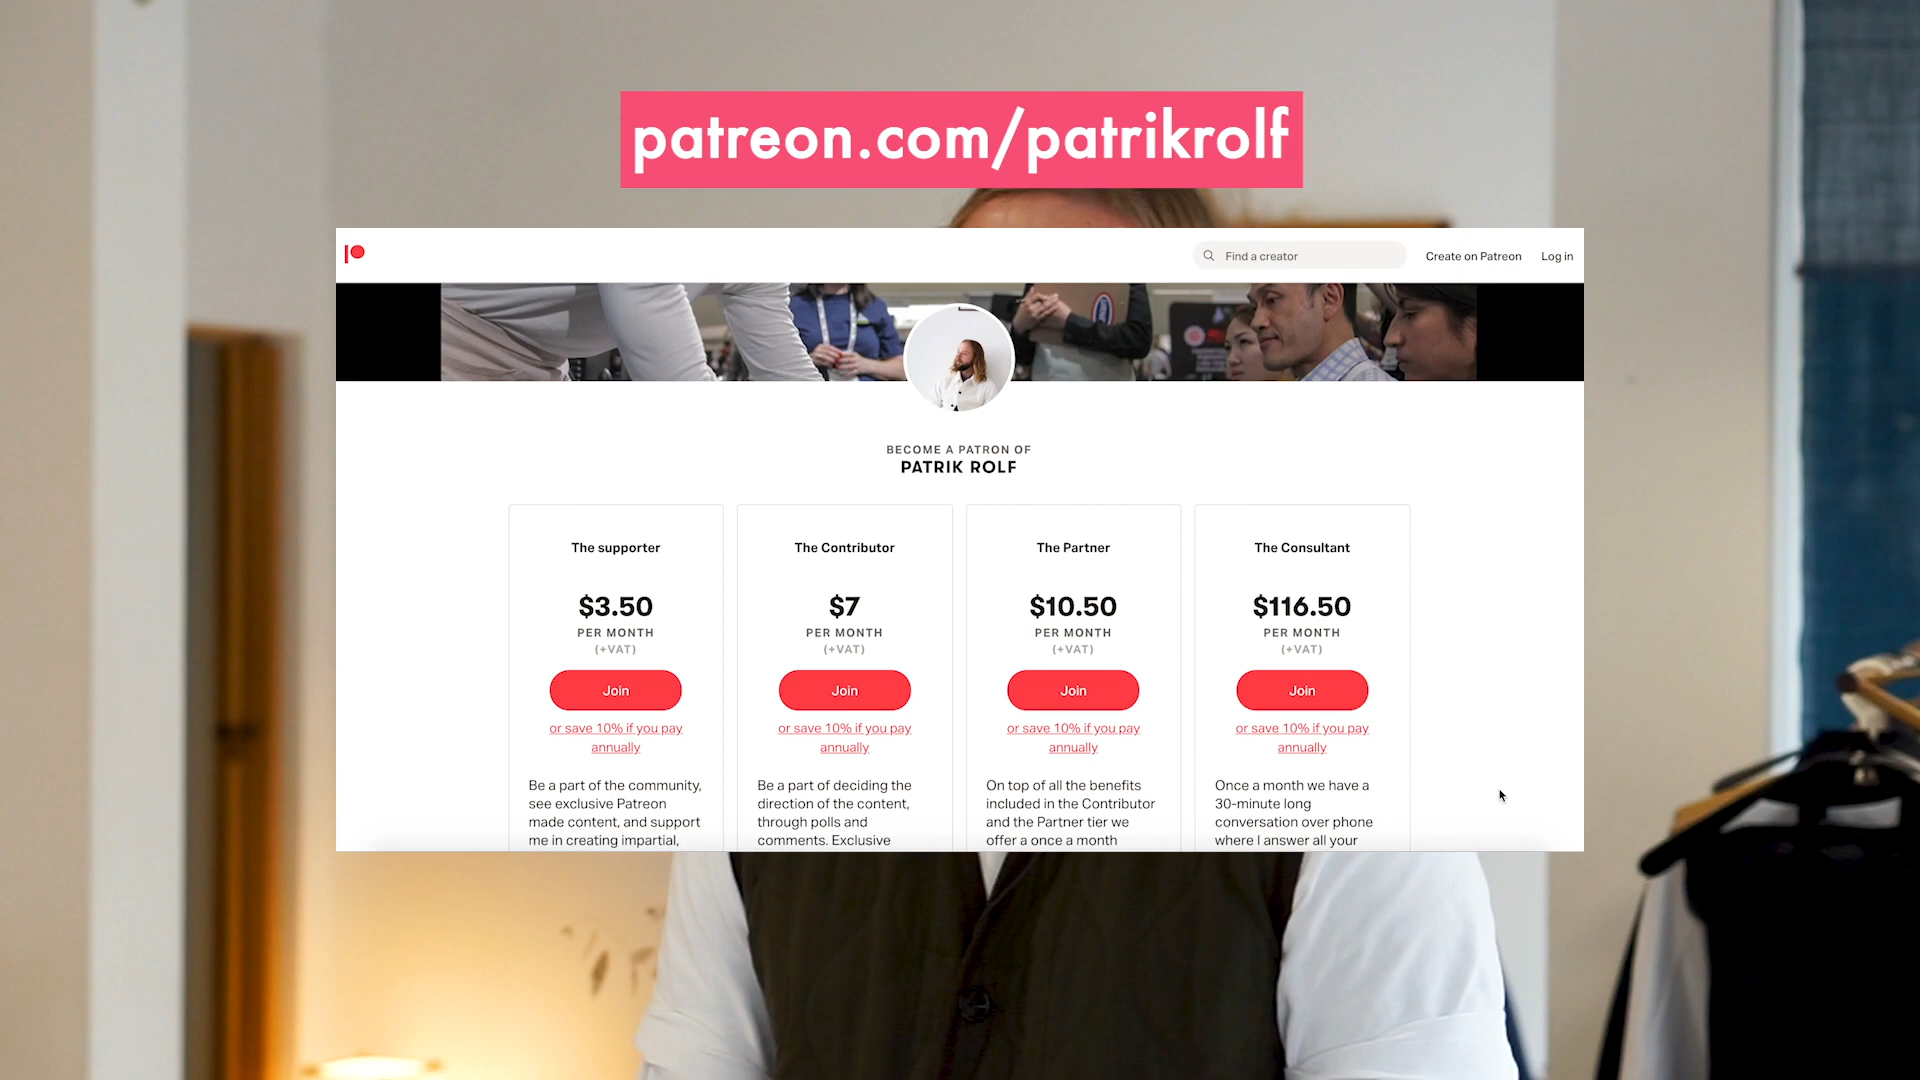 patreon.com/patrikrolf
Find a creator
Create on Patreon
Log in
BECOME A PATRON OF
PATRIK ROLF
The supporter
$3.50
PER MONTH
(+VAT)
Join
or save 10% if you pay
annually
Be a part of the community,
see exclusive Patreon
made content, and support
me in creating impartial,
The Contributor
$7
PER MONTH
(+VAT)
Join
or save 10% if you pay
annually
Be a part of deciding the
direction of the content,
through polls and
comments. Exclusive
The Partner
$10.50
PER MONTH
(+VAT)
Join
or save 10% if you pay
annually
On top of all the benefits
included in the Contributor
and the Partner tier we
offer a once a month
The Consultant
$116.50
PER MONTH
(+VAT)
Join
or save 10% if you pay
annually
Once a month we have a
30-minute long
conversation over phone
where I answer all your